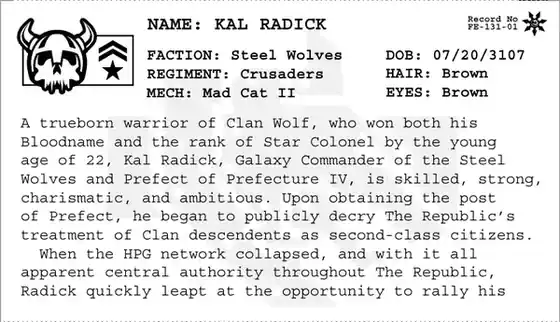 NAME: KAL RADICK
Record No
FE-131-01
FACTION: Steel Wolves
DOB: 07/20/3107
REGIMENT: Crusaders
HAIR: Brown
MECH: Mad Cat II
EYES: Brown
A trueborn warrior of Clan Wolf, who won both his
Bloodname and the rank of Star Colonel by the young
age of 22, Kal Radick, Galaxy Commander of the Steel
Wolves and Prefect of Prefecture IV, is skilled, strong,
charismatic, and ambitious. Upon obtaining the post
of Prefect, he began to publicly decry The Republic’s
treatment of Clan descendents as second-class citizens.
When the HPG network collapsed, and with it all
apparent central authority throughout The Republic,
Radick quickly leapt at the opportunity to rally his